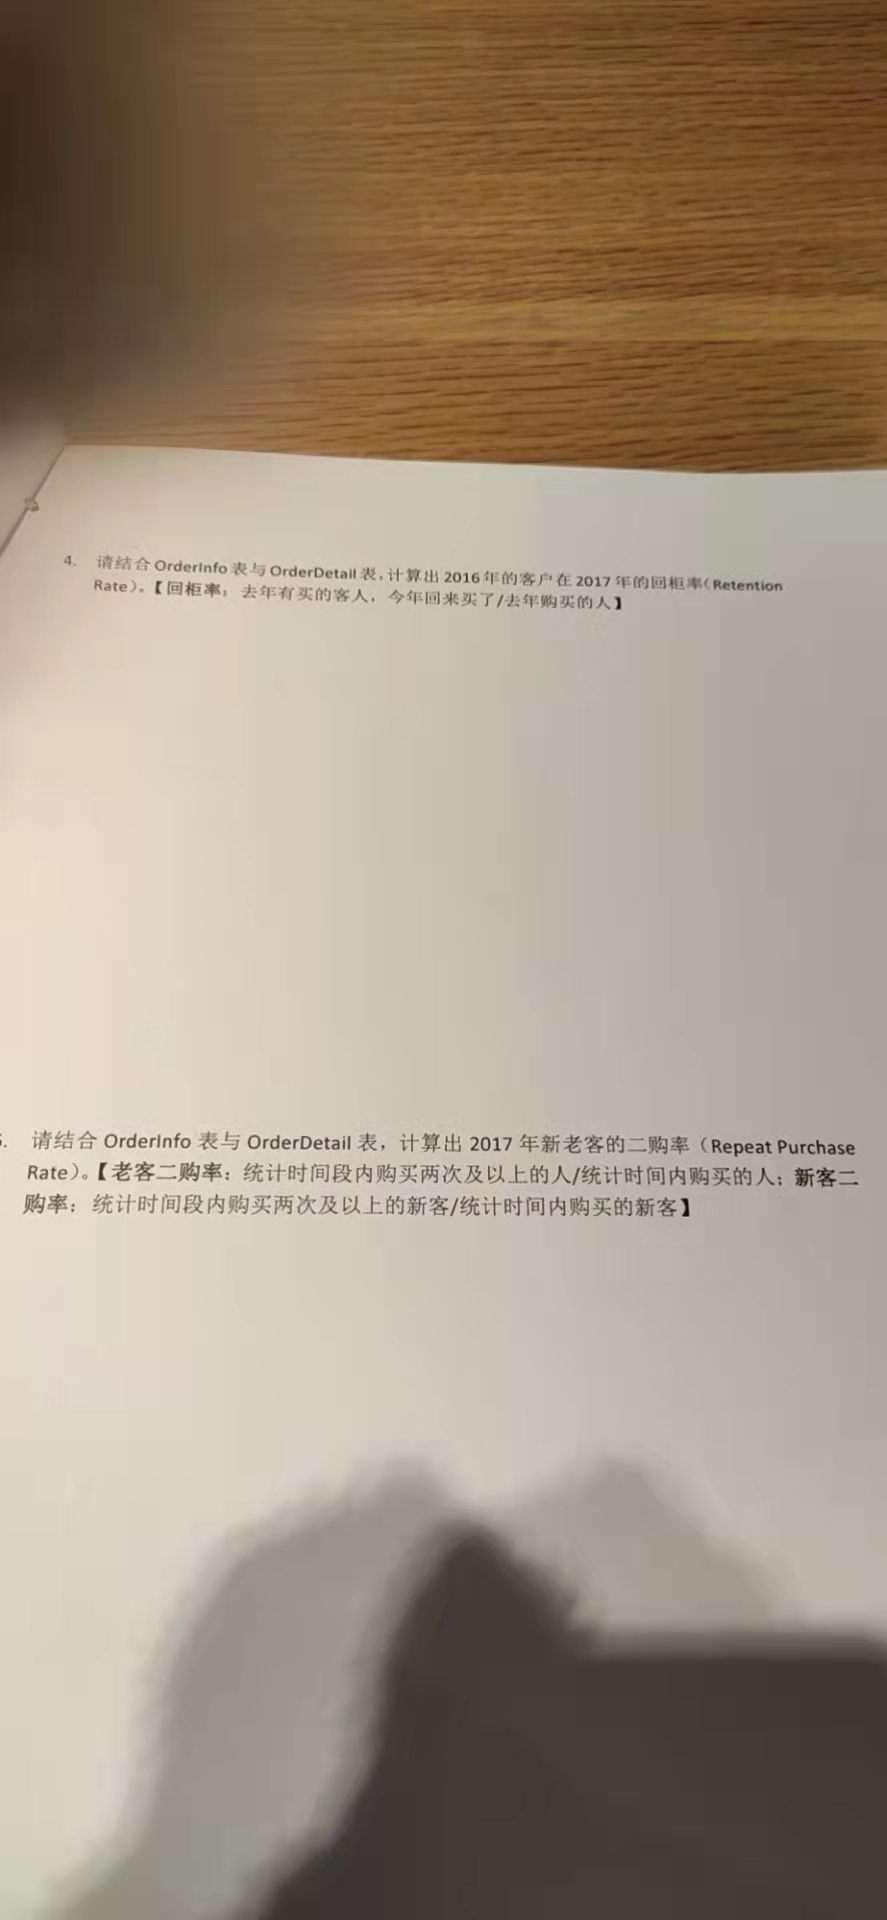 4. 请结合 OrderInfo 表与 OrderDetail 表，计算出 2016 年的客户在 2017 年的回柜率（Retention
Rate）。【回柜率：去年有买的客人，今年回来买了/去年购买的人】
5. 请结合 OrderInfo 表与 OrderDetail 表，计算出 2017 年新老客的二购率（Repeat Purchase
Rate）。【老客二购率：统计时间段内购买两次及以上的人/统计时间内购买的人；新客二
购率：统计时间段内购买两次及以上的新客/统计时间内购买的新客】